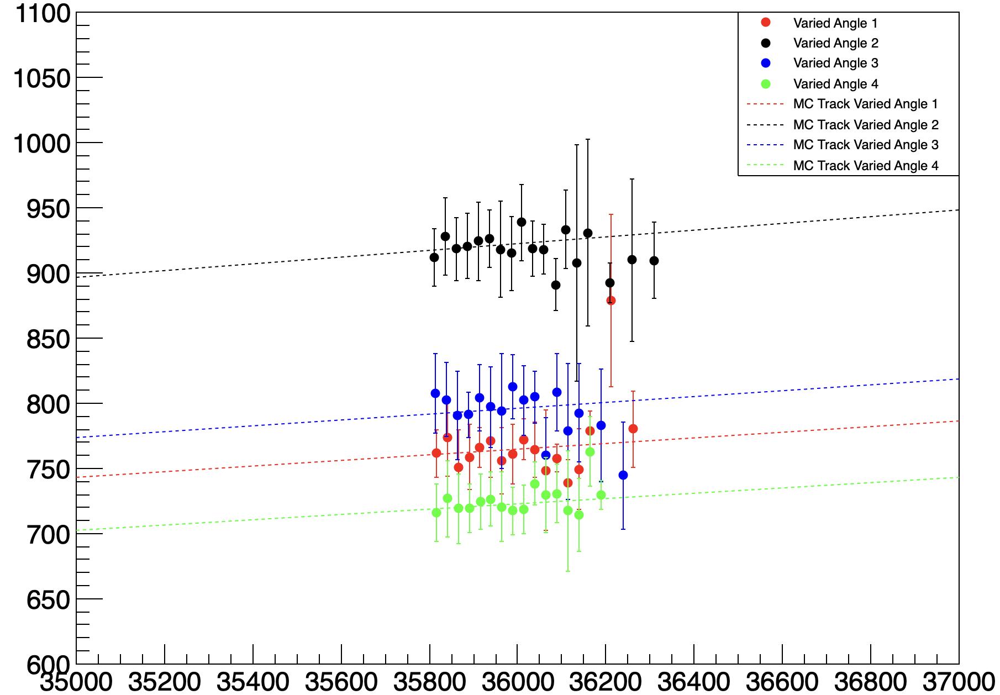 1100
1050
1000
950
900
850
800
750
700
650
600
35000 35200 35400 35600 35800 36000 36200 36400 36600 36800 37000
Varied Angle 1
Varied Angle 2
Varied Angle 3
Varied Angle 4
MC Track Varied Angle 1
MC Track Varied Angle 2
MC Track Varied Angle 3
MC Track Varied Angle 4